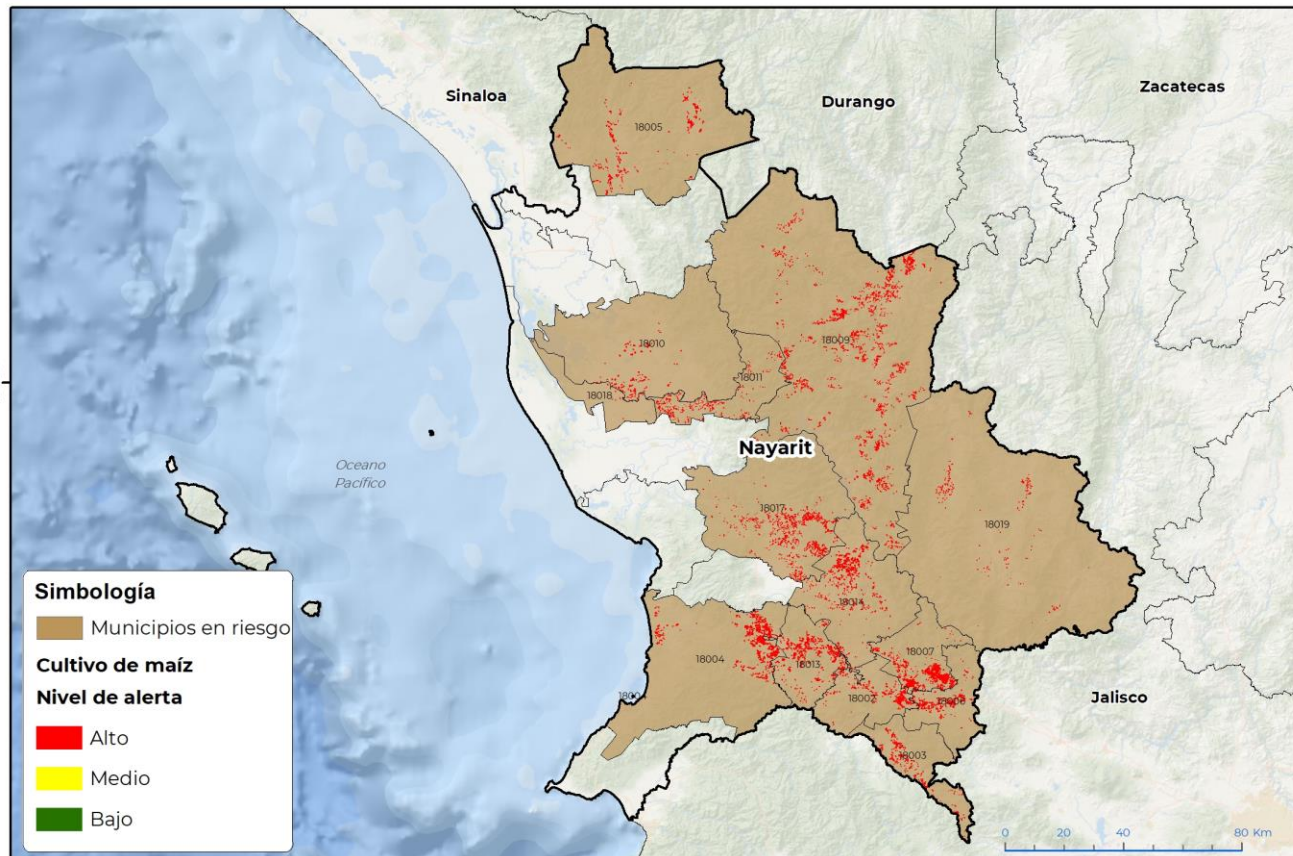 Sinaloa
Durango
Zacatecas
18005
18009
18010
18011
18018
Nayarit
Oceano
Pacífico
18017
18019
18014
18004
18013
18007
18002
18006
18003
Jalisco
Simbología
Municipios en riesgo
Cultivo de maíz
Nivel de alerta
Alto
Medio
Bajo
0 20 40 80 Km